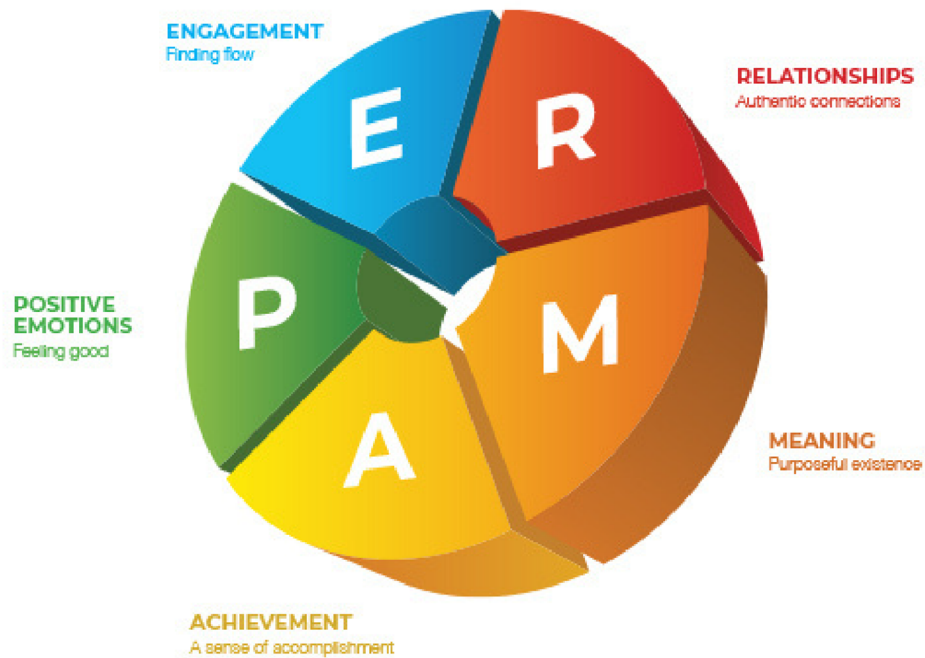 ENGAGEMENT
Finding flow
RELATIONSHIPS
Authentic connections
E
R
P
M
A
POSITIVE
EMOTIONS
Feeling good
MEANING
Purposeful existence
ACHIEVEMENT
A sense of accomplishment